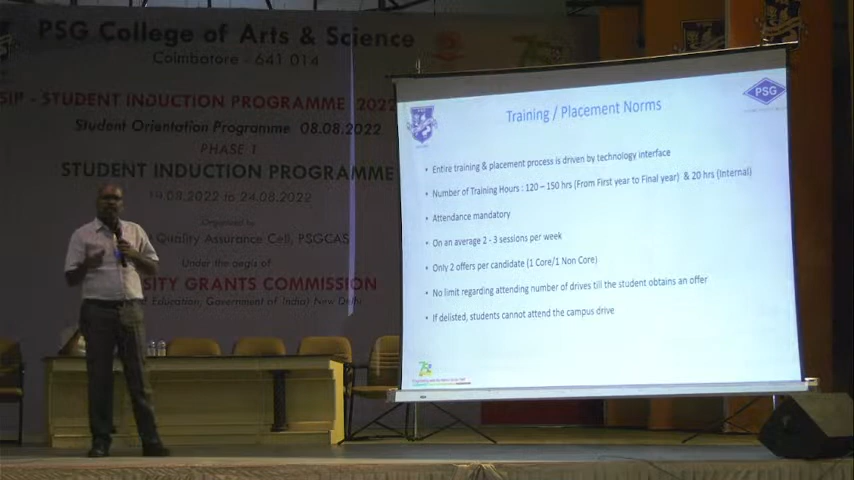 PSG College of Arts & Science
Coimbatore - 641 014
SIP - STUDENT INDUCTION PROGRAMME 2022
Student Orientation Programme 08.08.2022
PHASE 1
STUDENT INDUCTION PROGRAMME
to 24.08.2022
Organised by
Quality Assurance Cell, PSGCAS
Under the aegis of
SITY GRANTS COMMISSION
of Education, Government of India) New Delhi
Training / Placement Norms
PSG
• Entire training & placement process is driven by technology interface
• Number of Training Hours : 120 – 150 hrs (From First year to Final year) & 20 hrs (Internal)
• Attendance mandatory
• On an average 2 - 3 sessions per week
• Only 2 offers per candidate (1 Core/1 Non Core)
• No limit regarding attending number of drives till the student obtains an offer
• If delisted, students cannot attend the campus drive